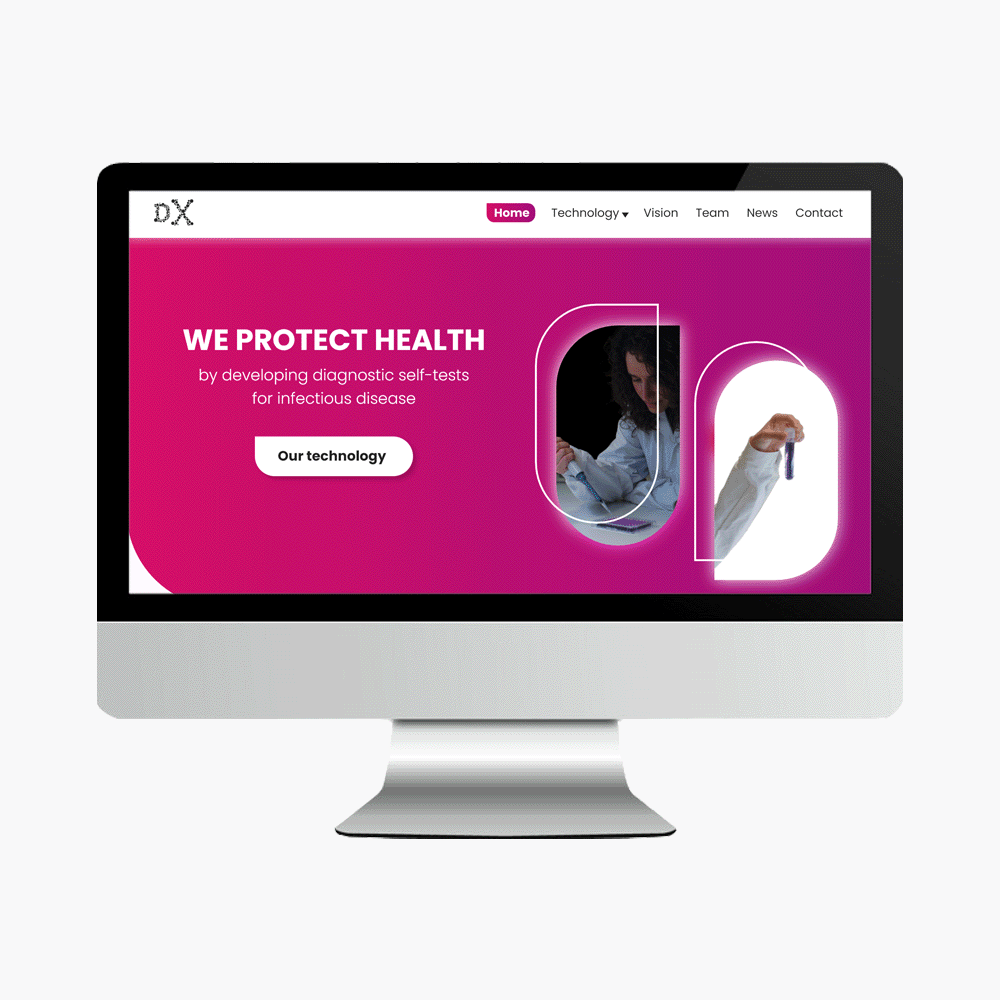 DX
Home Technology Vision Team News Contact
WE PROTECT HEALTH
by developing diagnostic self-tests
for infectious disease
Our technology